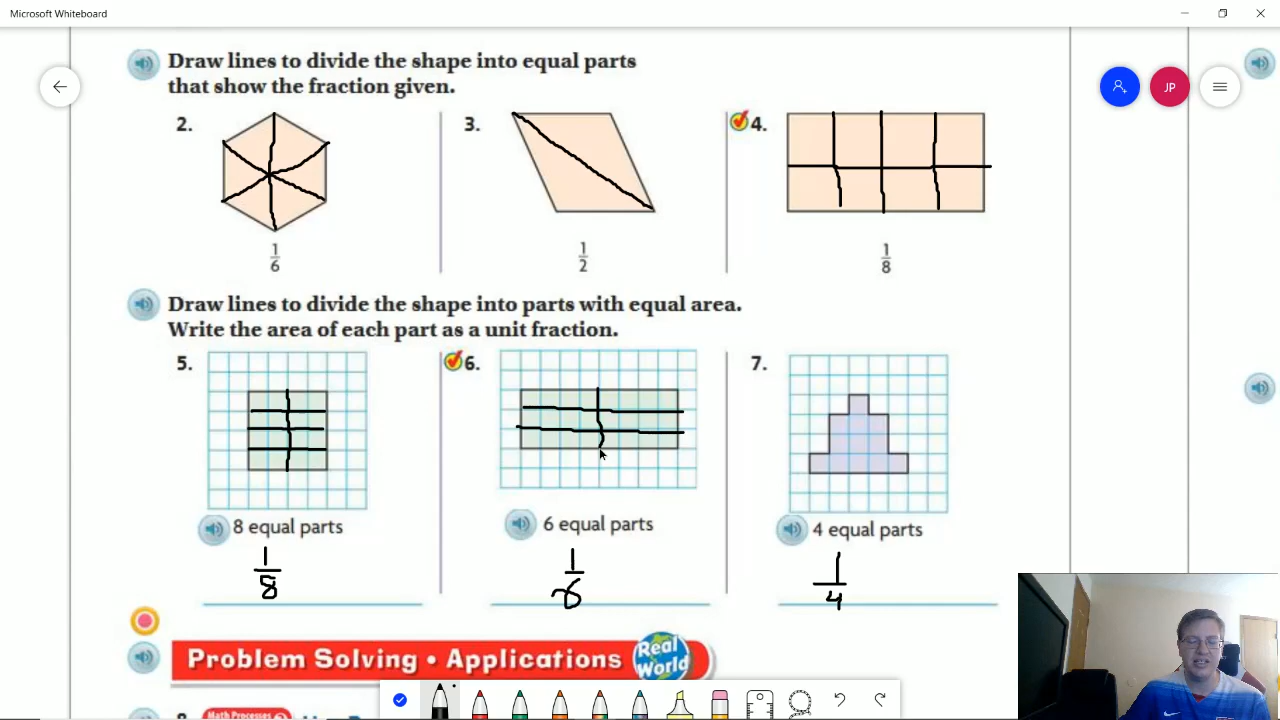 Microsoft Whiteboard
Draw lines to divide the shape into equal parts
that show the fraction given.
JP
2.
3.
4.
1/6
1/2
1/8
Draw lines to divide the shape into parts with equal area.
Write the area of each part as a unit fraction.
5.
6.
7.
8 equal parts
6 equal parts
4 equal parts
1/8
1/6
1/4
Problem Solving • Applications
Real World
Math Processes